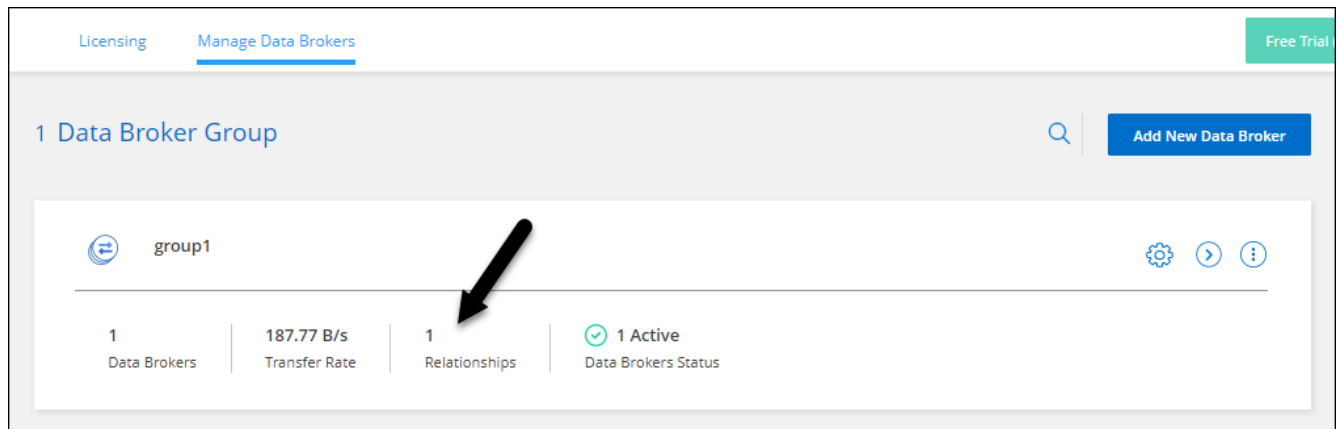 Licensing Manage Data Brokers Free Trial
1 Data Broker Group Add New Data Broker
group1
1 187.77 B/s 1 1 Active
Data Brokers Transfer Rate Relationships Data Brokers Status